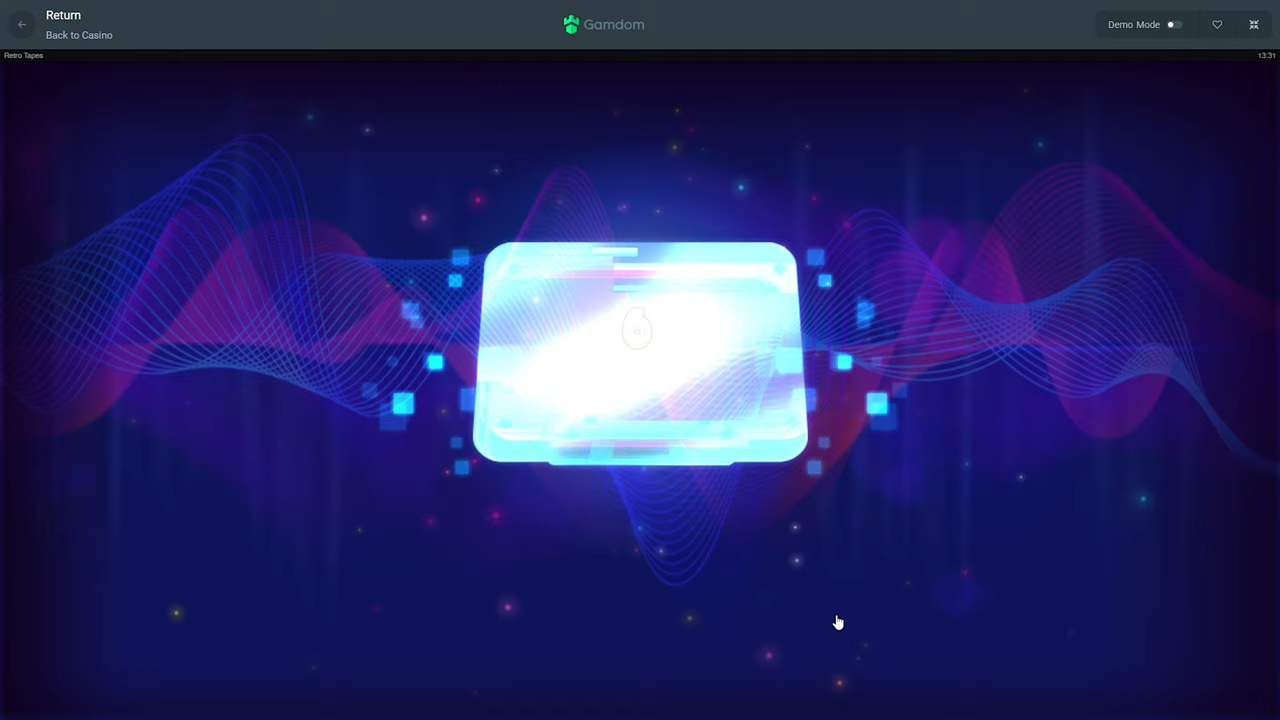 Return
Back to Casino
Gamdom
Demo Mode
Retro Tapes
13:31